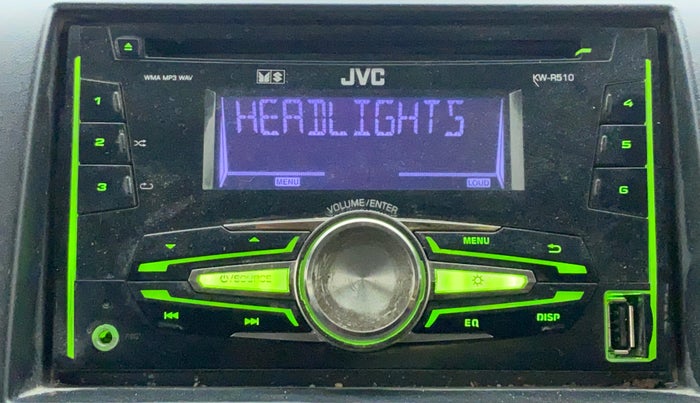 WMA MP3 WAV MS JVC KW-R510
HEADLIGHTS
MENU LOUD
1 4
2 5
3 6
VOLUME/ENTER
MENU
SOURCE
EQ DISP